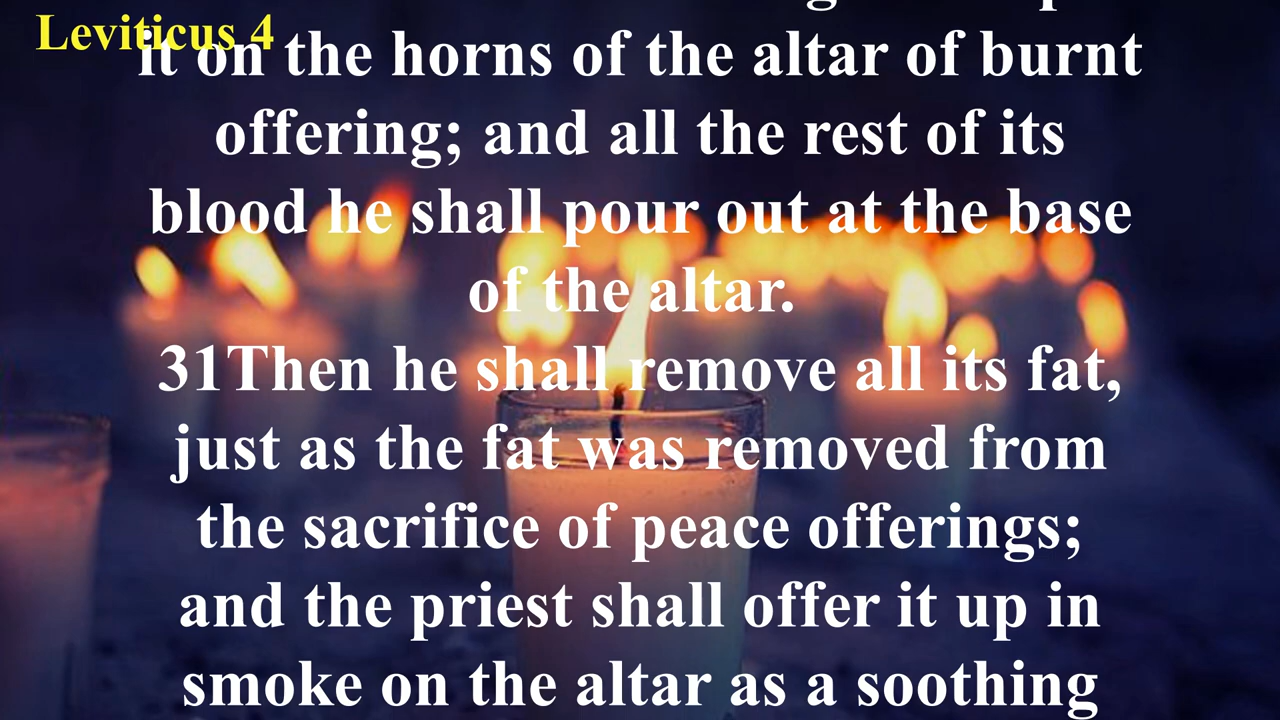 Leviticus 4
it on the horns of the altar of burnt
offering; and all the rest of its
blood he shall pour out at the base
of the altar.
31Then he shall remove all its fat,
just as the fat was removed from
the sacrifice of peace offerings;
and the priest shall offer it up in
smoke on the altar as a soothing